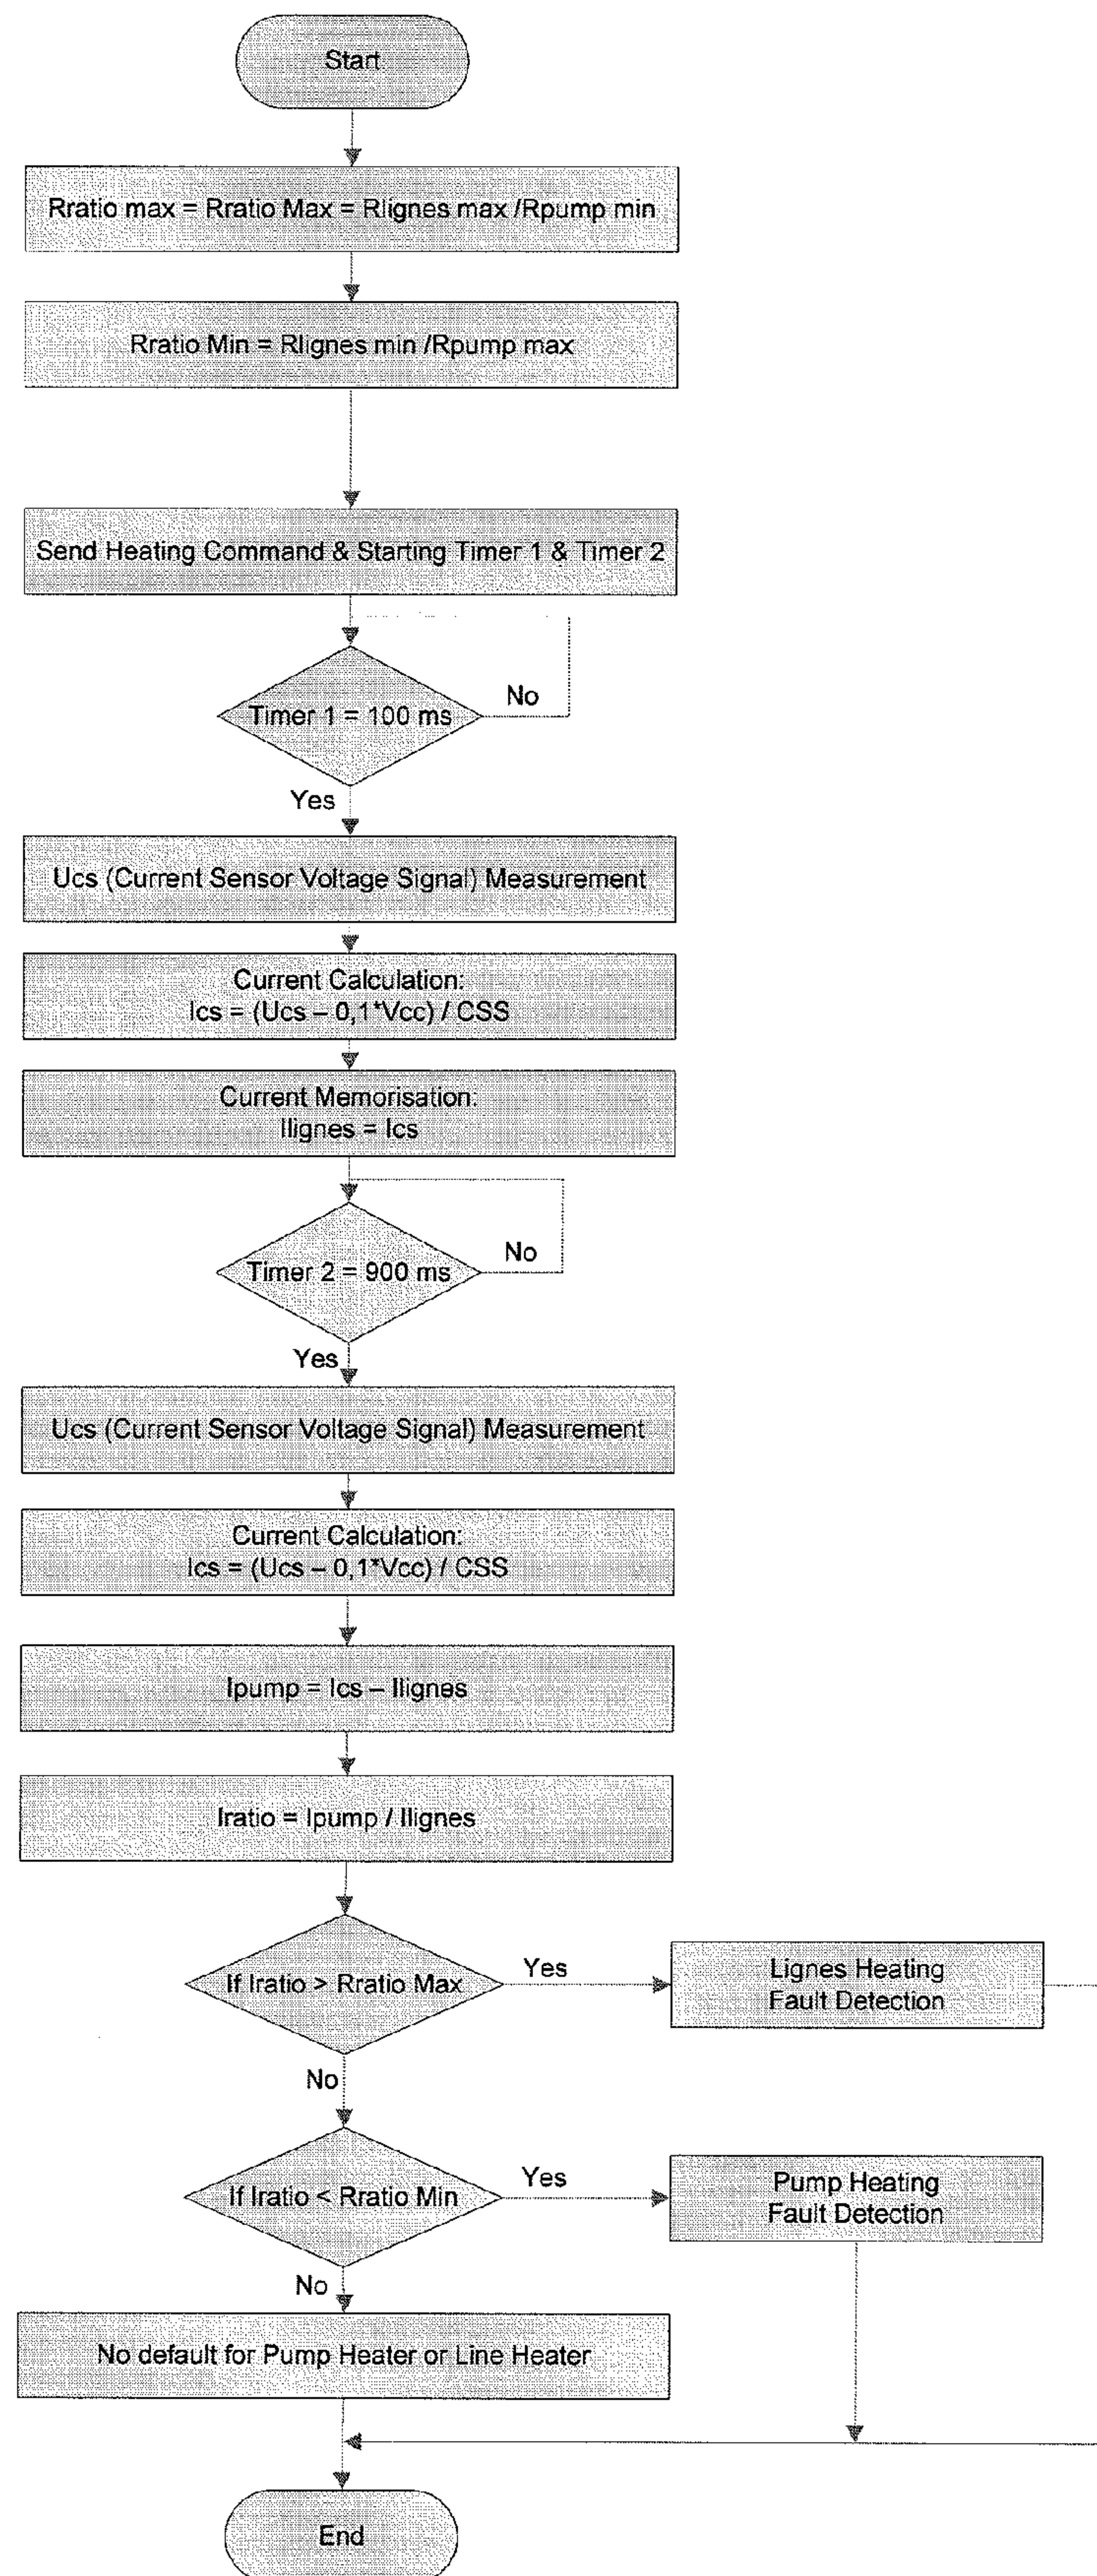 Start
Rratio max = Rratio Max = Rlignes max /Rpump min
Rratio Min = Rlignes min /Rpump max
Send Heating Command & Starting Timer 1 & Timer 2
Timer 1 = 100 ms
No
Yes
Ucs (Current Sensor Voltage Signal) Measurement
Current Calculation:
Ics = (Ucs – 0,1*Vcc) / CSS
Current Memorisation:
Ilignes = Ics
Timer 2 = 900 ms
No
Yes
Ucs (Current Sensor Voltage Signal) Measurement
Current Calculation:
Ics = (Ucs – 0,1*Vcc) / CSS
Ipump = Ics – Ilignes
Iratio = Ipump / Ilignes
If Iratio > Rratio Max
Yes
Lignes Heating
Fault Detection
No
If Iratio < Rratio Min
Yes
Pump Heating
Fault Detection
No
No default for Pump Heater or Line Heater
End